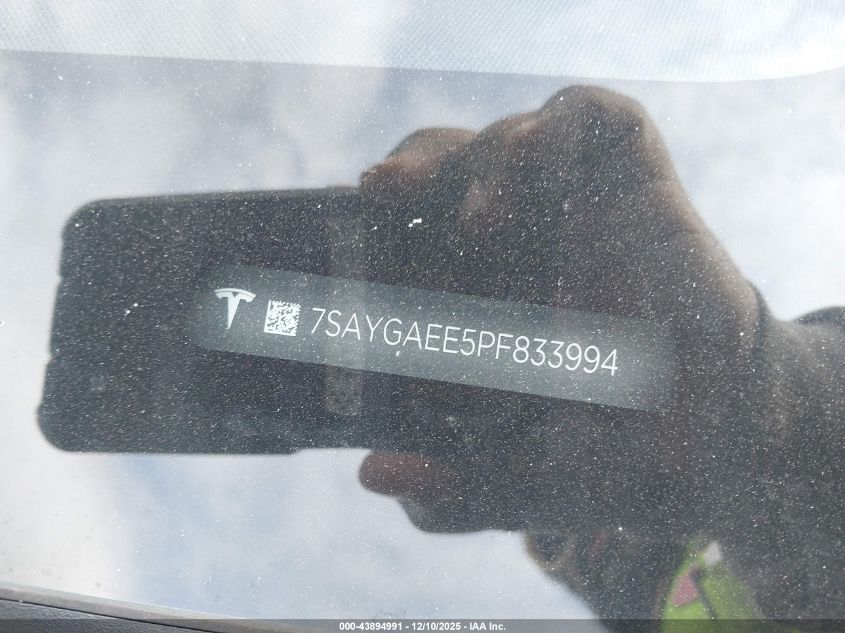 7SAYGAEE5PF833994
000-43894991 - 12/10/2025 - IAA Inc.